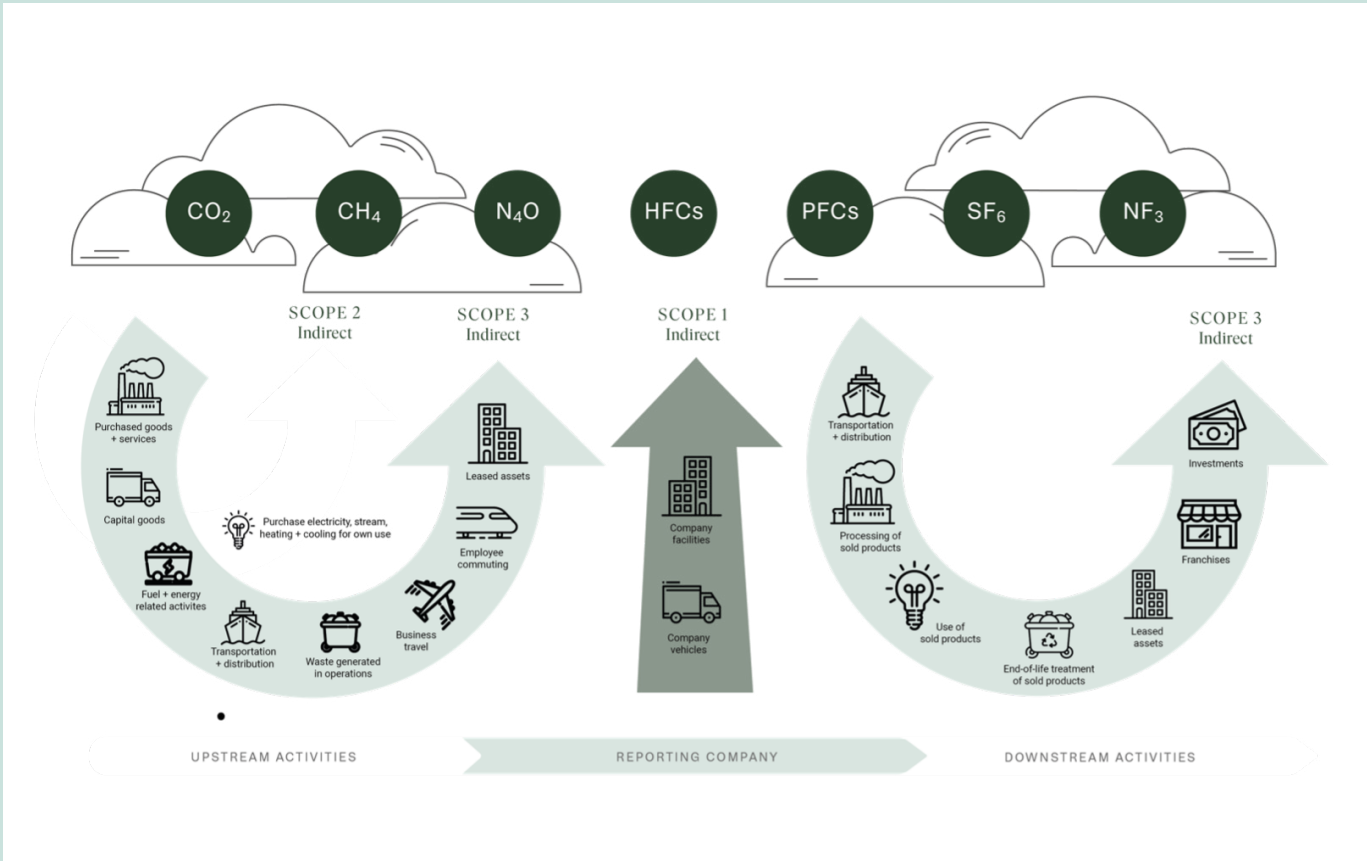 CO₂
CH₄
N₄O
HFCs
PFCs
SF₆
NF₃
SCOPE 2
Indirect
SCOPE 3
Indirect
SCOPE 1
Indirect
SCOPE 3
Indirect
Purchased goods
+ services
Capital goods
Fuel + energy
related activites
Transportation
+ distribution
Waste generated
in operations
Business
travel
Employee
commuting
Leased assets
Purchase electricity, stream,
heating + cooling for own use
Company
facilities
Company
vehicles
Transportation
+ distribution
Processing of
sold products
Use of
sold products
End-of-life treatment
of sold products
Leased
assets
Franchises
Investments
UPSTREAM ACTIVITIES
REPORTING COMPANY
DOWNSTREAM ACTIVITIES